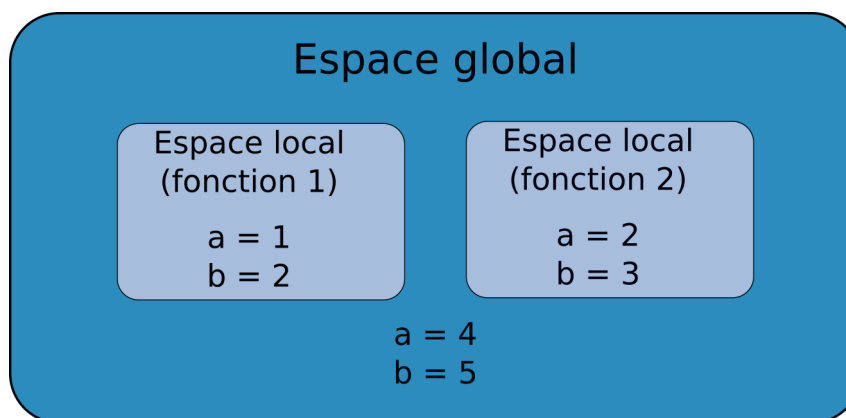 Espace global
Espace local
(fonction 1)
a = 1
b = 2
Espace local
(fonction 2)
a = 2
b = 3
a = 4
b = 5